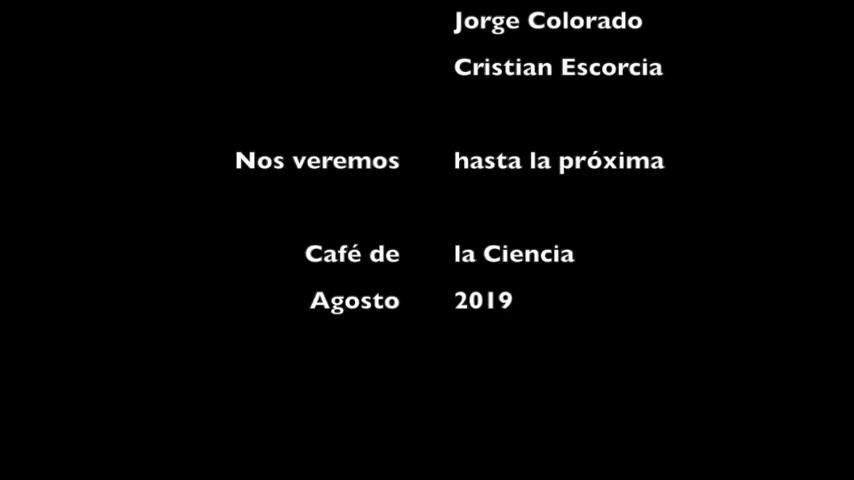 Jorge Colorado
Cristian Escorcia
Nos veremos hasta la próxima
Café de la Ciencia
Agosto 2019